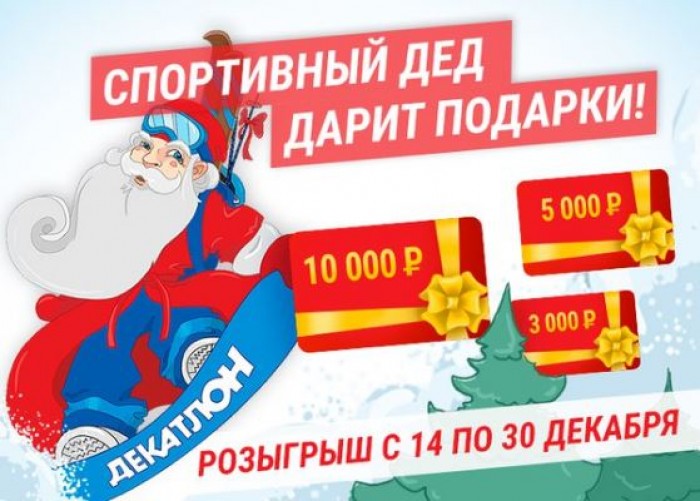 СПОРТИВНЫЙ ДЕД
ДАРИТ ПОДАРКИ!
5 000 ₽
10 000 ₽
3 000 ₽
ДЕКАТЛОН
РОЗЫГРЫШ С 14 ПО 30 ДЕКАБРЯ